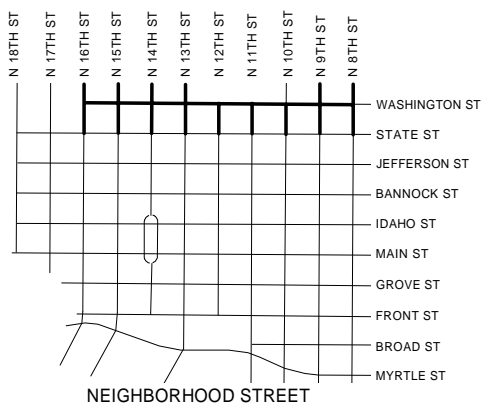 N 18TH ST
N 17TH ST
N 16TH ST
N 15TH ST
N 14TH ST
N 13TH ST
N 12TH ST
N 11TH ST
N 10TH ST
N 9TH ST
N 8TH ST
WASHINGTON ST
STATE ST
JEFFERSON ST
BANNOCK ST
IDAHO ST
MAIN ST
GROVE ST
FRONT ST
BROAD ST
MYRTLE ST
NEIGHBORHOOD STREET